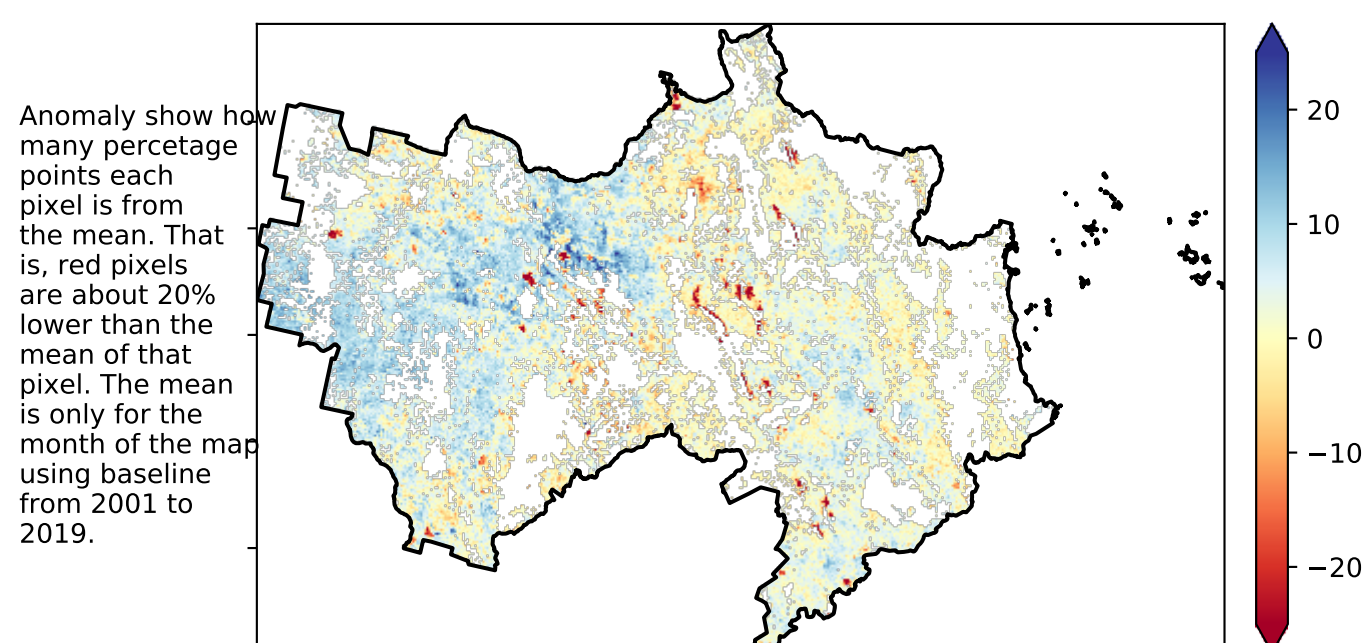 Anomaly show how
many percetage
points each
pixel is from
the mean. That
is, red pixels
are about 20%
lower than the
mean of that
pixel. The mean
is only for the
month of the map
using baseline
from 2001 to
2019.
20
10
0
−10
−20